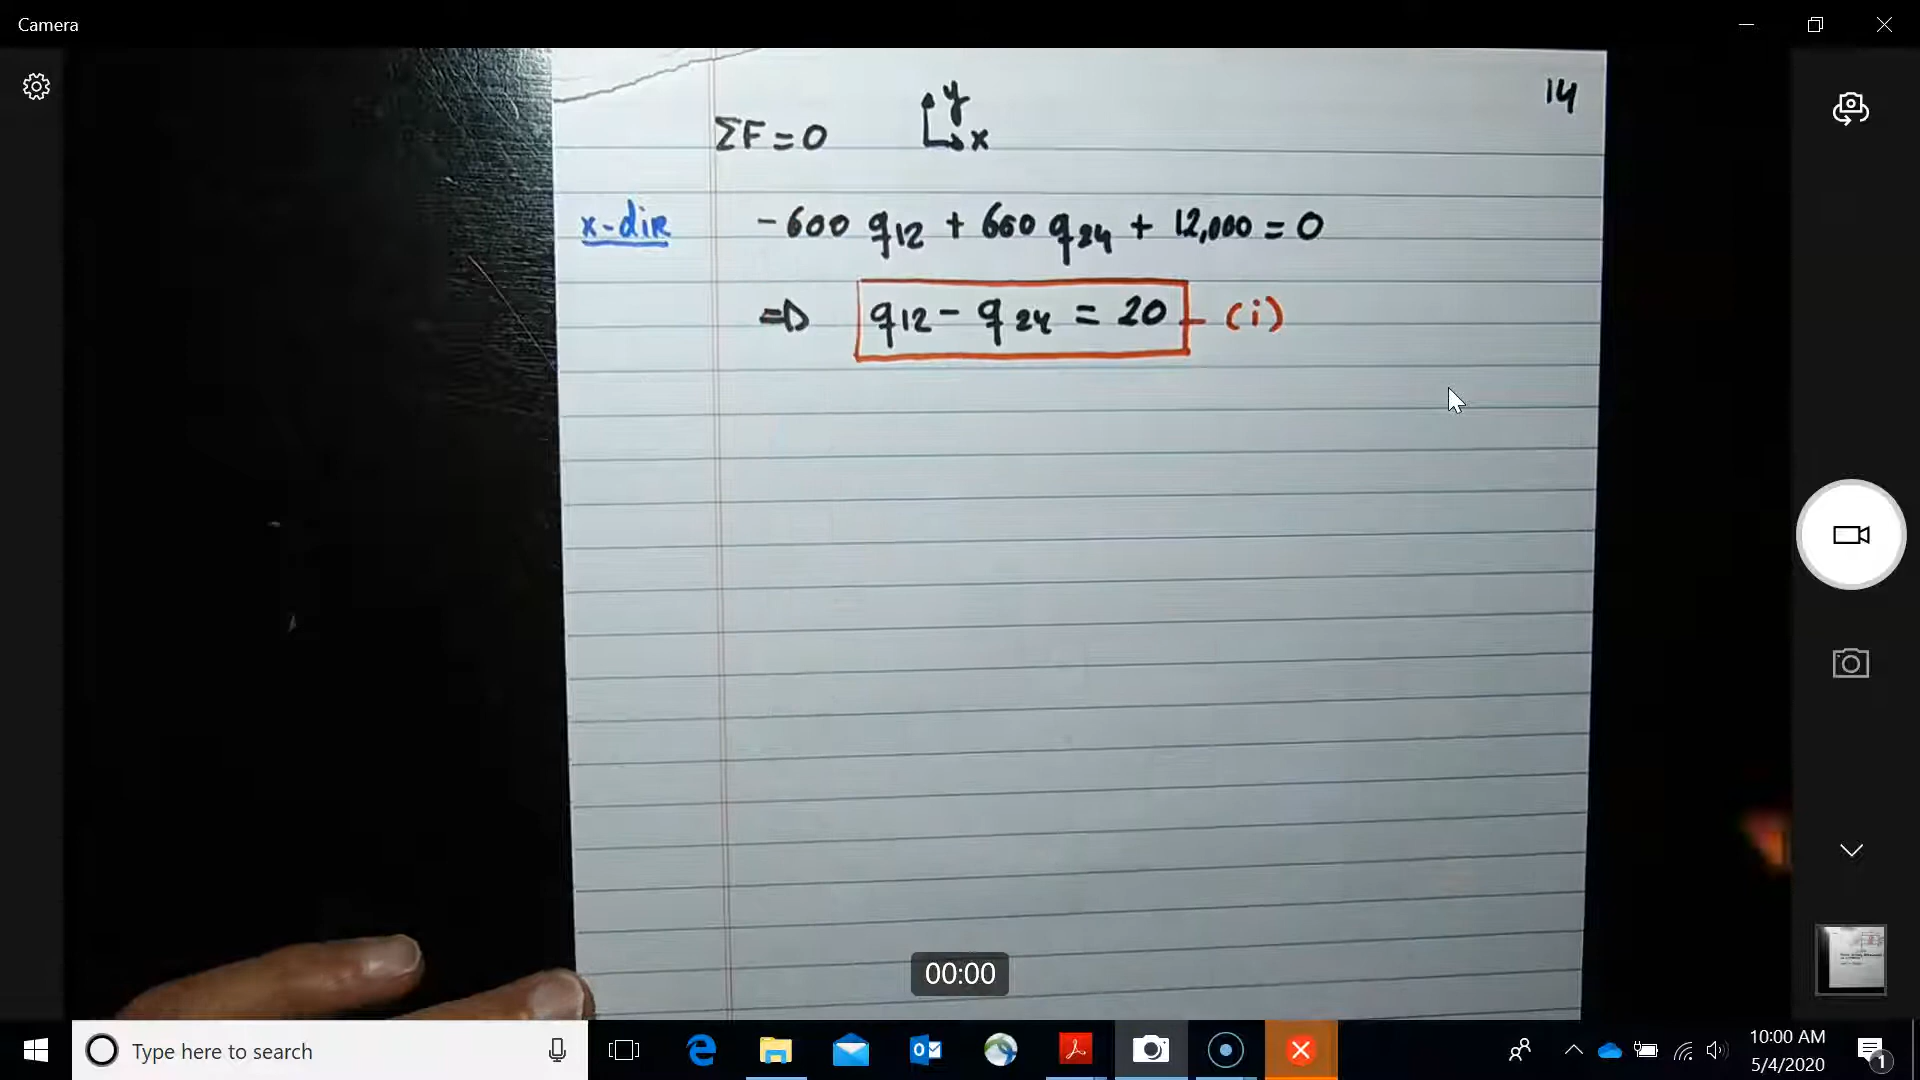 Camera
14
ΣF = 0 y x
x-dir - 600 q12 + 600 q24 + 12,000 = 0
⇒ q12 - q24 = 20 - (i)
00:00
Type here to search
10:00 AM
5/4/2020
1